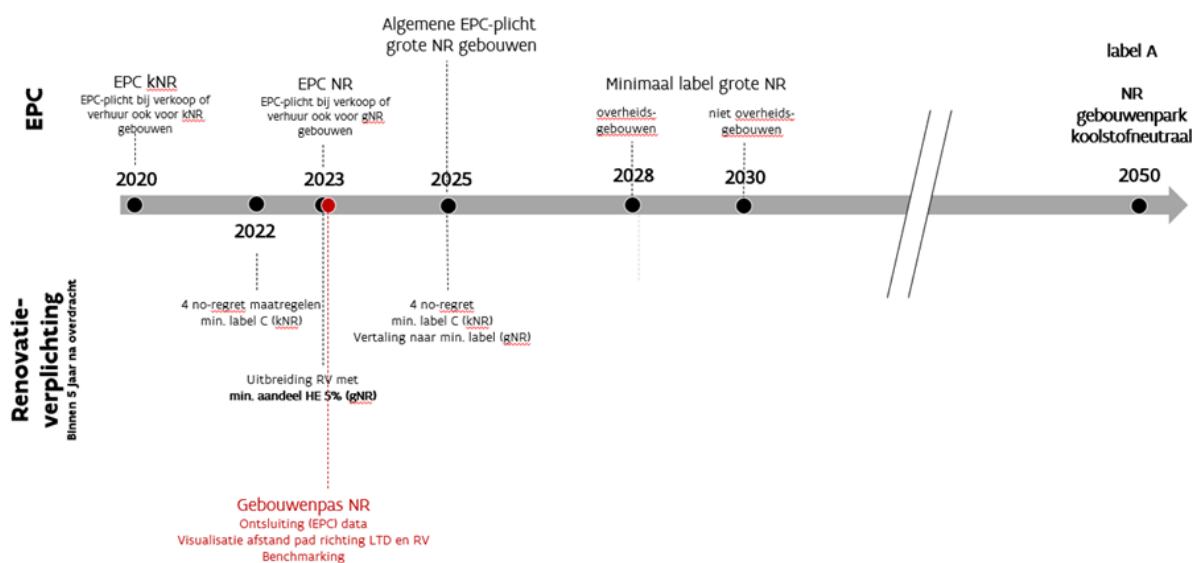 Algemene EPC-plicht
grote NR gebouwen
label A
EPC
EPC kNR
EPC-plicht bij verkoop of
verhuur ook voor kNR
gebouwen
EPC NR
EPC-plicht bij verkoop of
verhuur ook voor gNR
gebouwen
Minimaal label grote NR
overheids-
gebouwen
niet overheids-
gebouwen
NR
gebouwenpark
koolstofneutraal
2020
2023
2025
2028
2030
2050
2022
Renovatie-
verplichting
Binnen 5 jaar na overdracht
4 no-regret maatregelen
min. label C (kNR)
4 no-regret
min. label C (kNR)
Vertaling naar min. label (gNR)
Uitbreiding RV met
min. aandeel HE 5% (gNR)
Gebouwenpas NR
Ontsluiting (EPC) data
Visualisatie afstand pad richting LTD en RV
Benchmarking